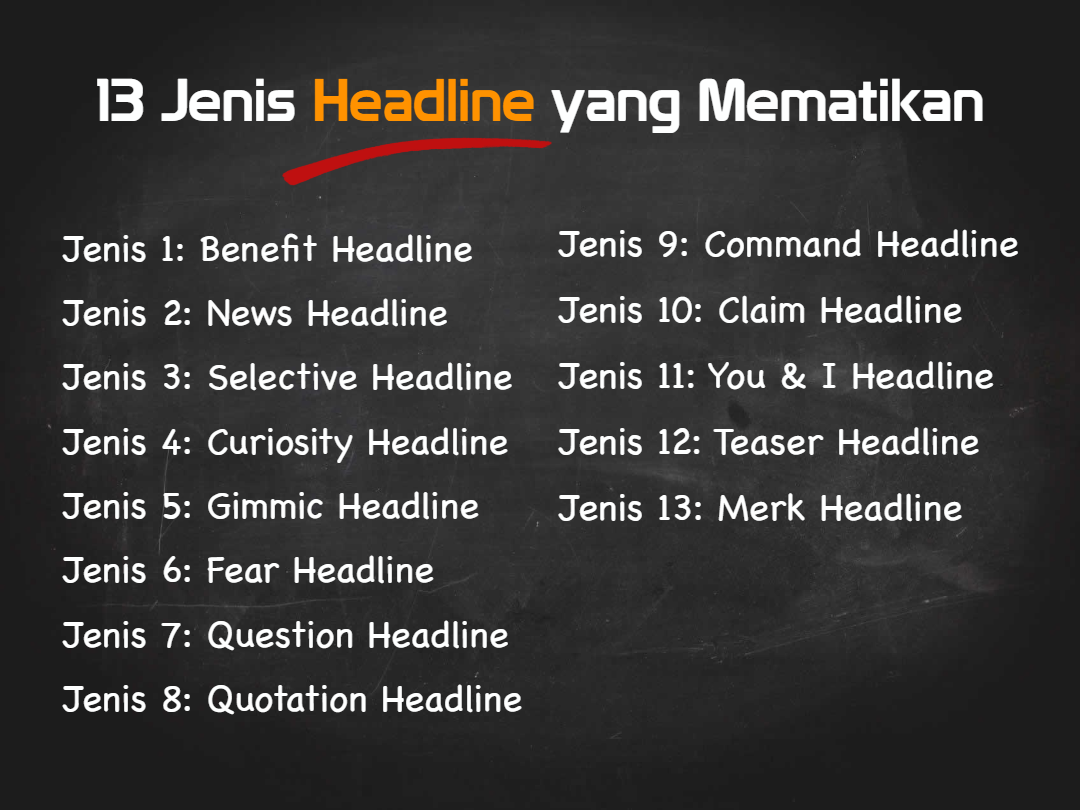 13 Jenis Headline yang Mematikan
Jenis 1: Benefit Headline
Jenis 2: News Headline
Jenis 3: Selective Headline
Jenis 4: Curiosity Headline
Jenis 5: Gimmic Headline
Jenis 6: Fear Headline
Jenis 7: Question Headline
Jenis 8: Quotation Headline
Jenis 9: Command Headline
Jenis 10: Claim Headline
Jenis 11: You & I Headline
Jenis 12: Teaser Headline
Jenis 13: Merk Headline